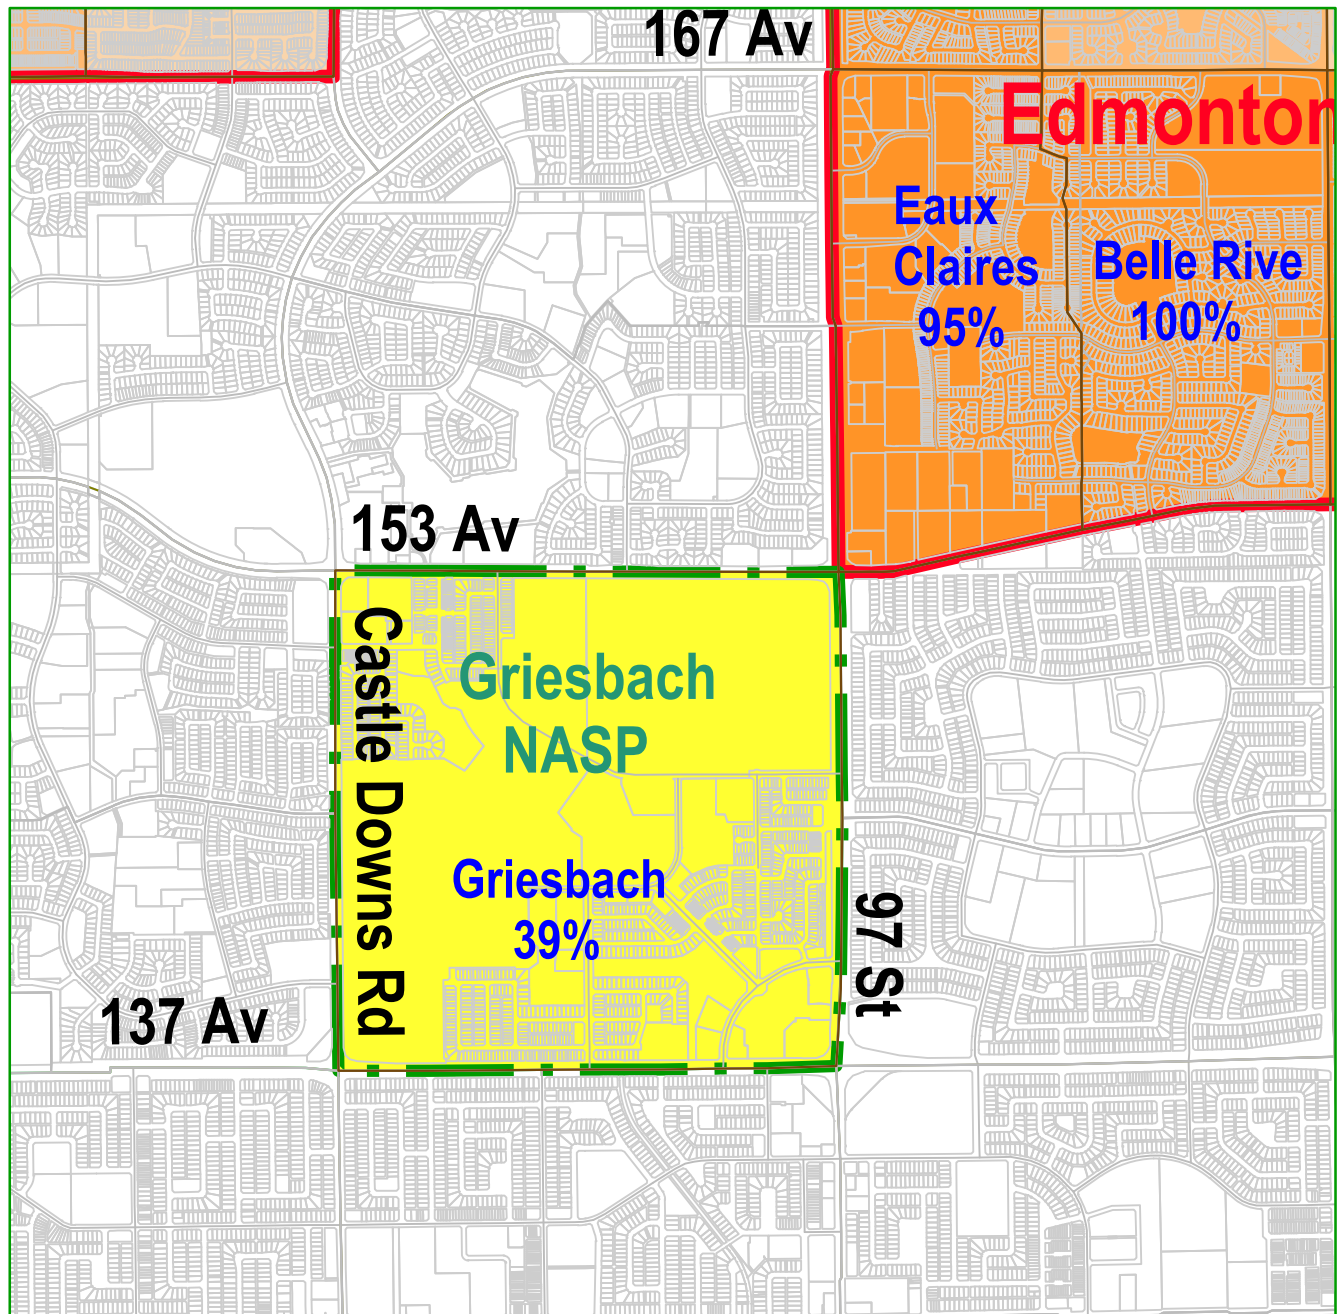 167 Av
Edmonton
Eaux
Claires
95%
Belle Rive
100%
153 Av
Castle Downs Rd
Griesbach
NASP
Griesbach
39%
97 St
137 Av